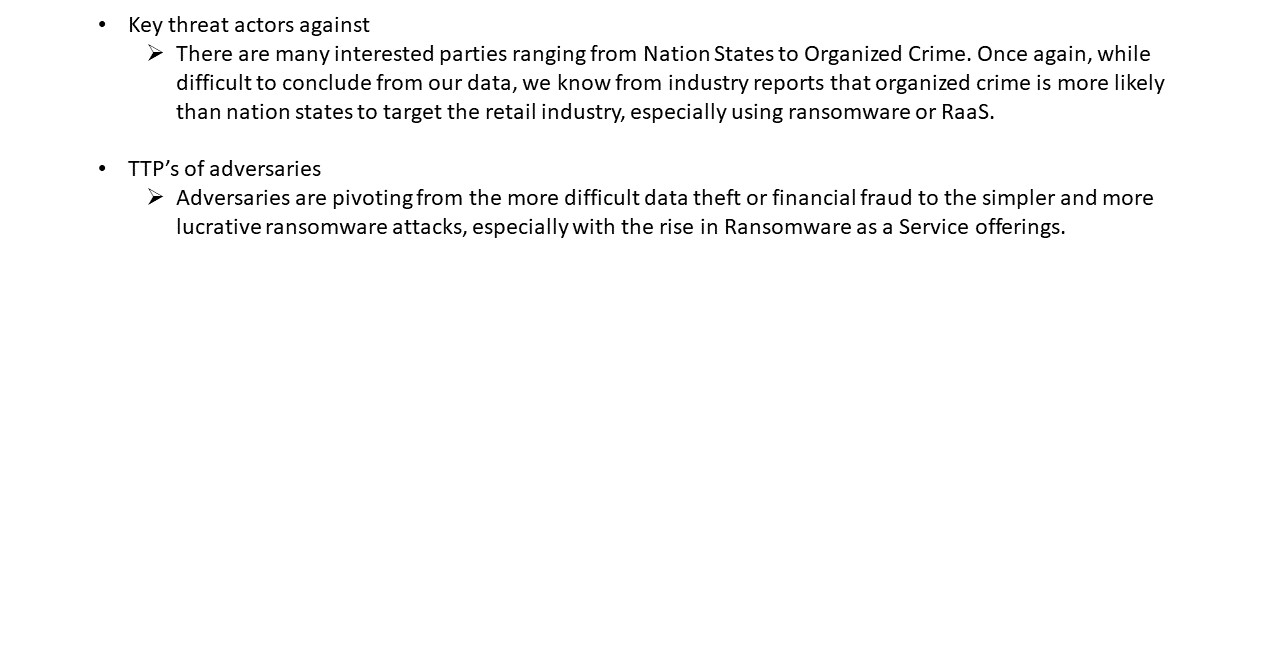 • Key threat actors against
➢ There are many interested parties ranging from Nation States to Organized Crime. Once again, while
difficult to conclude from our data, we know from industry reports that organized crime is more likely
than nation states to target the retail industry, especially using ransomware or RaaS.
• TTP’s of adversaries
➢ Adversaries are pivoting from the more difficult data theft or financial fraud to the simpler and more
lucrative ransomware attacks, especially with the rise in Ransomware as a Service offerings.